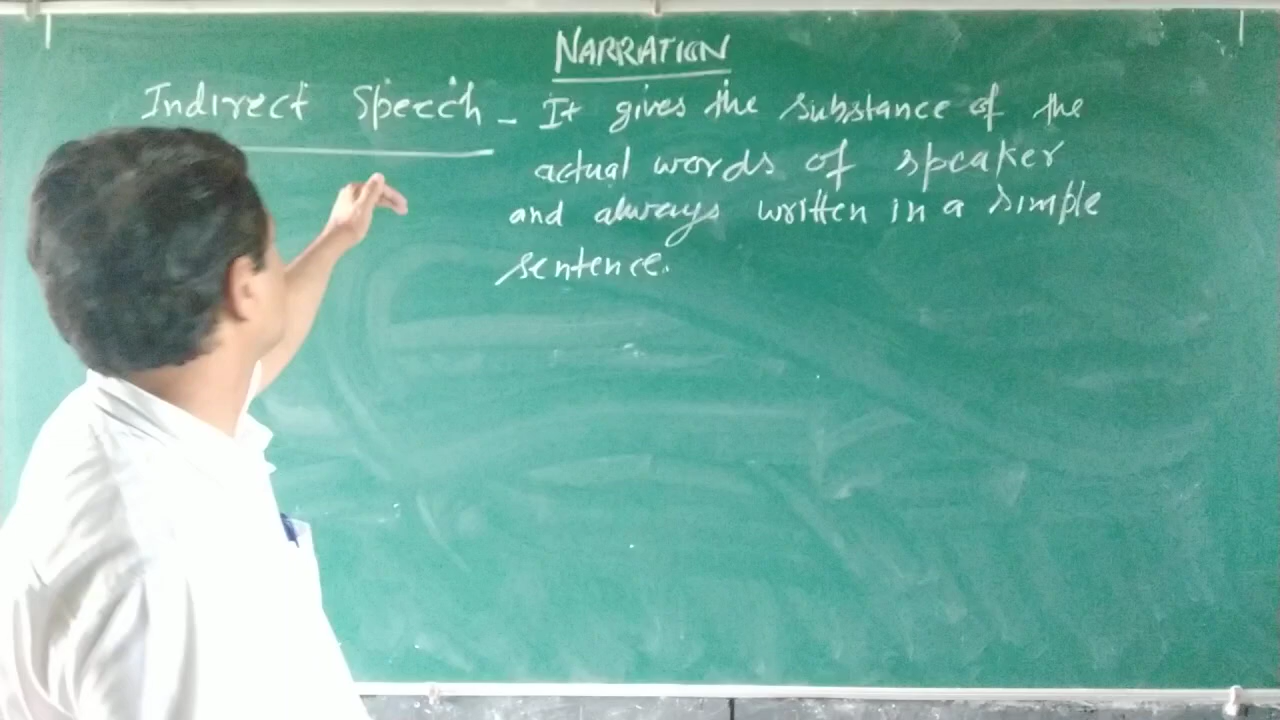 NARRATION
Indirect Speech - It gives the substance of the
actual words of speaker
and always written in a simple
sentence.